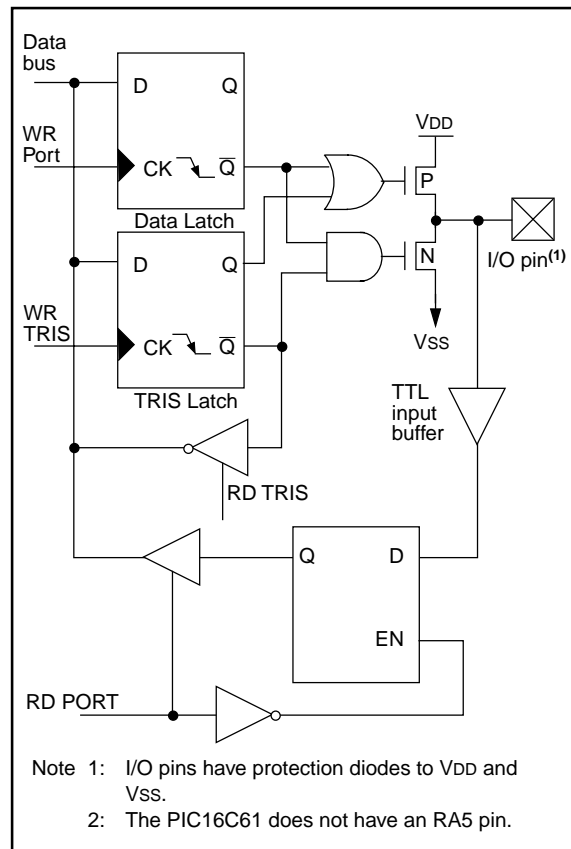 Data
bus
D Q
WR
Port
CK Q
Data Latch
VDD
P
I/O pin(1)
D Q
N
WR
TRIS
CK Q
TRIS Latch
VSS
TTL
input
buffer
RD TRIS
Q D
EN
RD PORT
Note 1: I/O pins have protection diodes to VDD and
VSS.
2: The PIC16C61 does not have an RA5 pin.